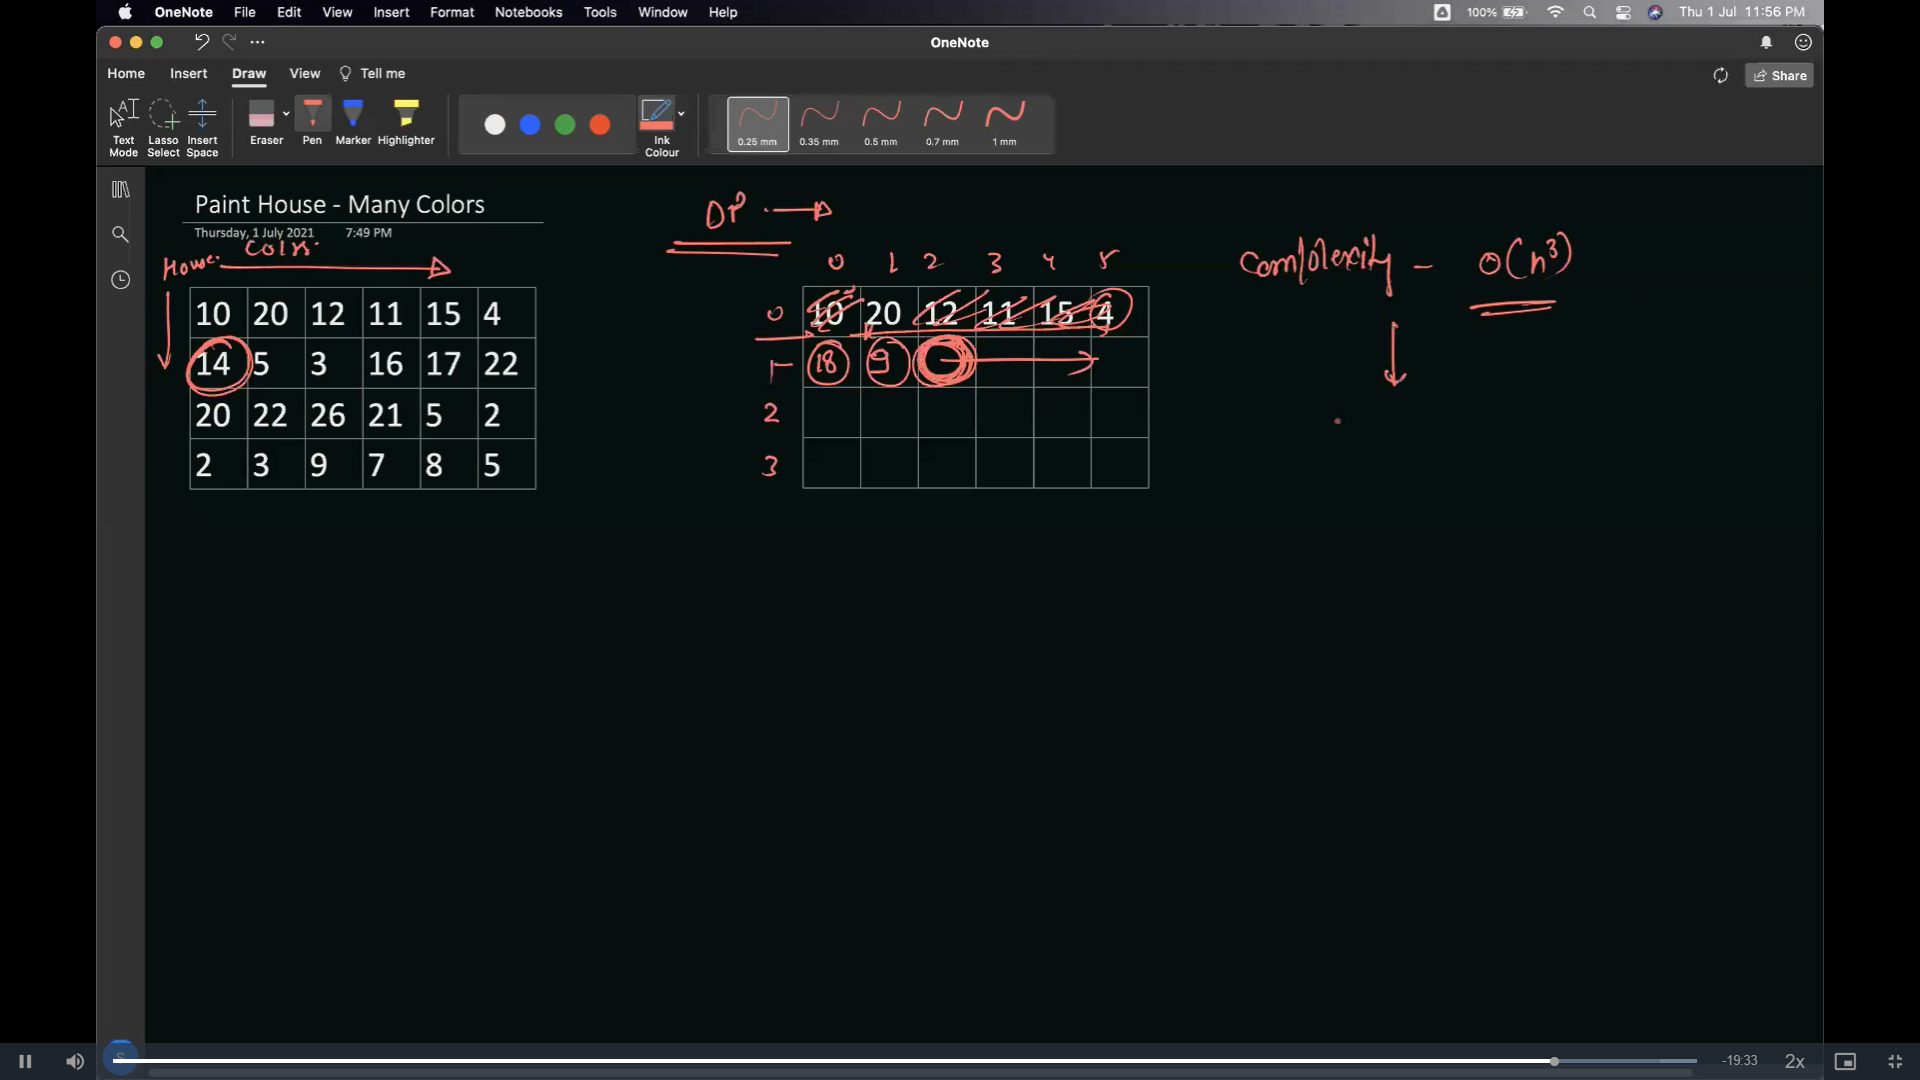 OneNote File Edit View Insert Format Notebooks Tools Window Help
100% Thu 1 Jul 11:56 PM
OneNote
Home Insert Draw View Tell me
Share
Text Mode
Lasso Select
Insert Space
Eraser
Pen
Marker
Highlighter
Ink Colour
0.25 mm
0.35 mm
0.5 mm
0.7 mm
1 mm
Paint House - Many Colors
Thursday, 1 July 2021 7:49 PM
10 20 12 11 15 4
14 5 3 16 17 22
20 22 26 21 5 2
2 3 9 7 8 5
DP
0 1 2 3 4 5
0 10 20 12 11 15 4
1 18 9
2
3
Complexity - O(n³)
-19:33 2x